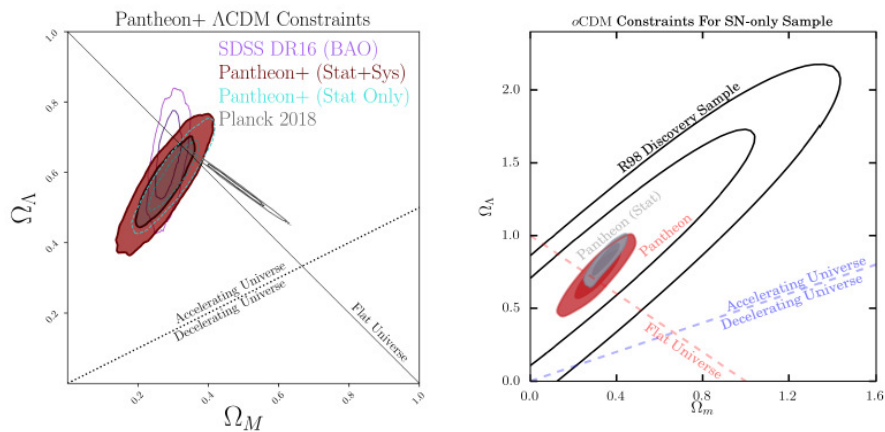 Pantheon+ ΛCDM Constraints
SDSS DR16 (BAO)
Pantheon+ (Stat+Sys)
Pantheon+ (Stat Only)
Planck 2018
1.0
0.8
0.6
0.4
0.2
Ω_Λ
Accelerating Universe
Decelerating Universe
Flat Universe
0.2
0.4
0.6
0.8
1.0
Ω_M
oCDM Constraints For SN-only Sample
2.0
1.5
1.0
0.5
0.0
Ω_Λ
R98 Discovery Sample
Pantheon (Stat)
Pantheon
Accelerating Universe
Decelerating Universe
Flat Universe
0.0
0.4
0.8
1.2
1.6
Ω_m